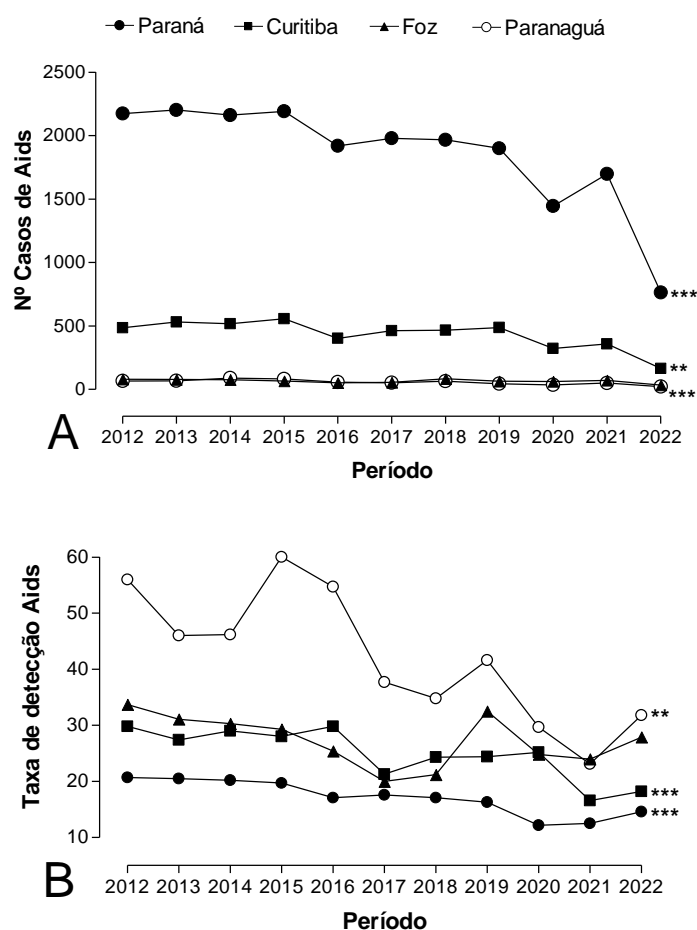 Paraná Curitiba Foz Paranaguá
Nº Casos de Aids
2500
2000
1500
1000
500
0
***
**
***
A
2012 2013 2014 2015 2016 2017 2018 2019 2020 2021 2022
Período
Taxa de detecção Aids
60
50
40
30
20
10
**
***
***
B
2012 2013 2014 2015 2016 2017 2018 2019 2020 2021 2022
Período